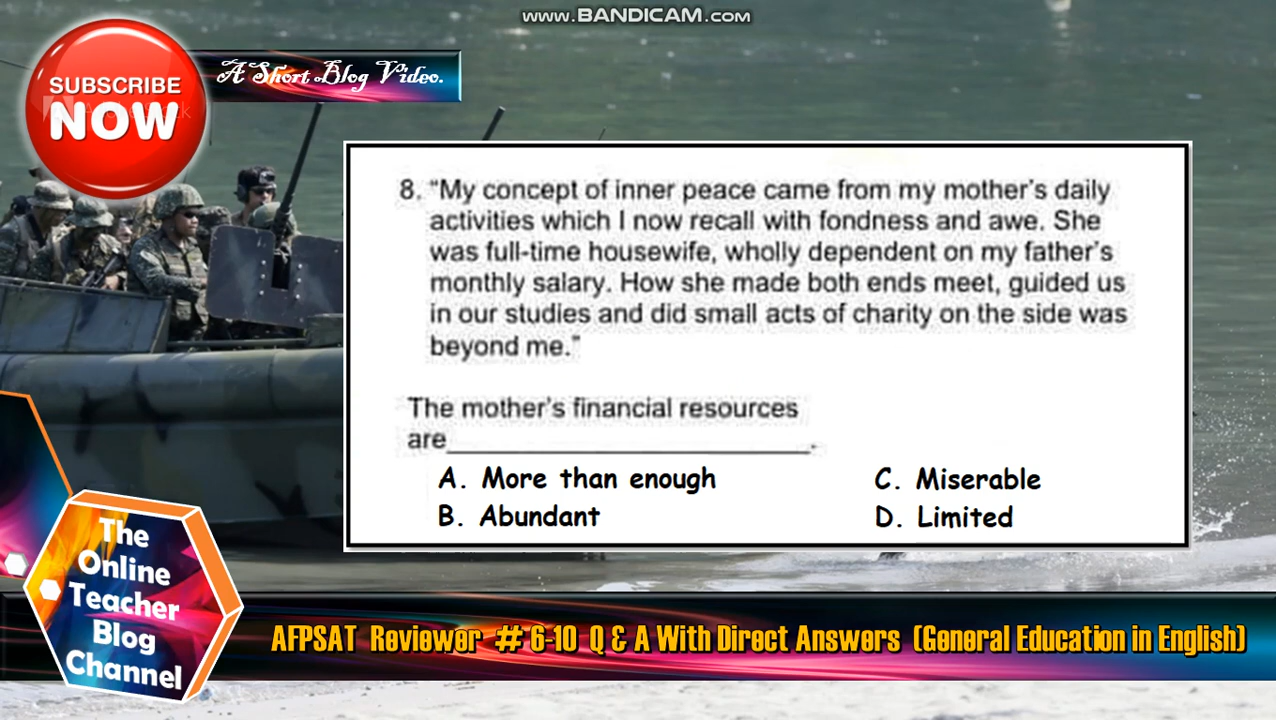 www.BANDICAM.com
SUBSCRIBE
NOW
A Short Blog Video.
8. "My concept of inner peace came from my mother's daily
activities which I now recall with fondness and awe. She
was full-time housewife, wholly dependent on my father's
monthly salary. How she made both ends meet, guided us
in our studies and did small acts of charity on the side was
beyond me."
The mother's financial resources
are____________________.
A. More than enough
B. Abundant
C. Miserable
D. Limited
The
Online
Teacher
Blog
Channel
AFPSAT Reviewer # 6-10 Q & A With Direct Answers (General Education in English)